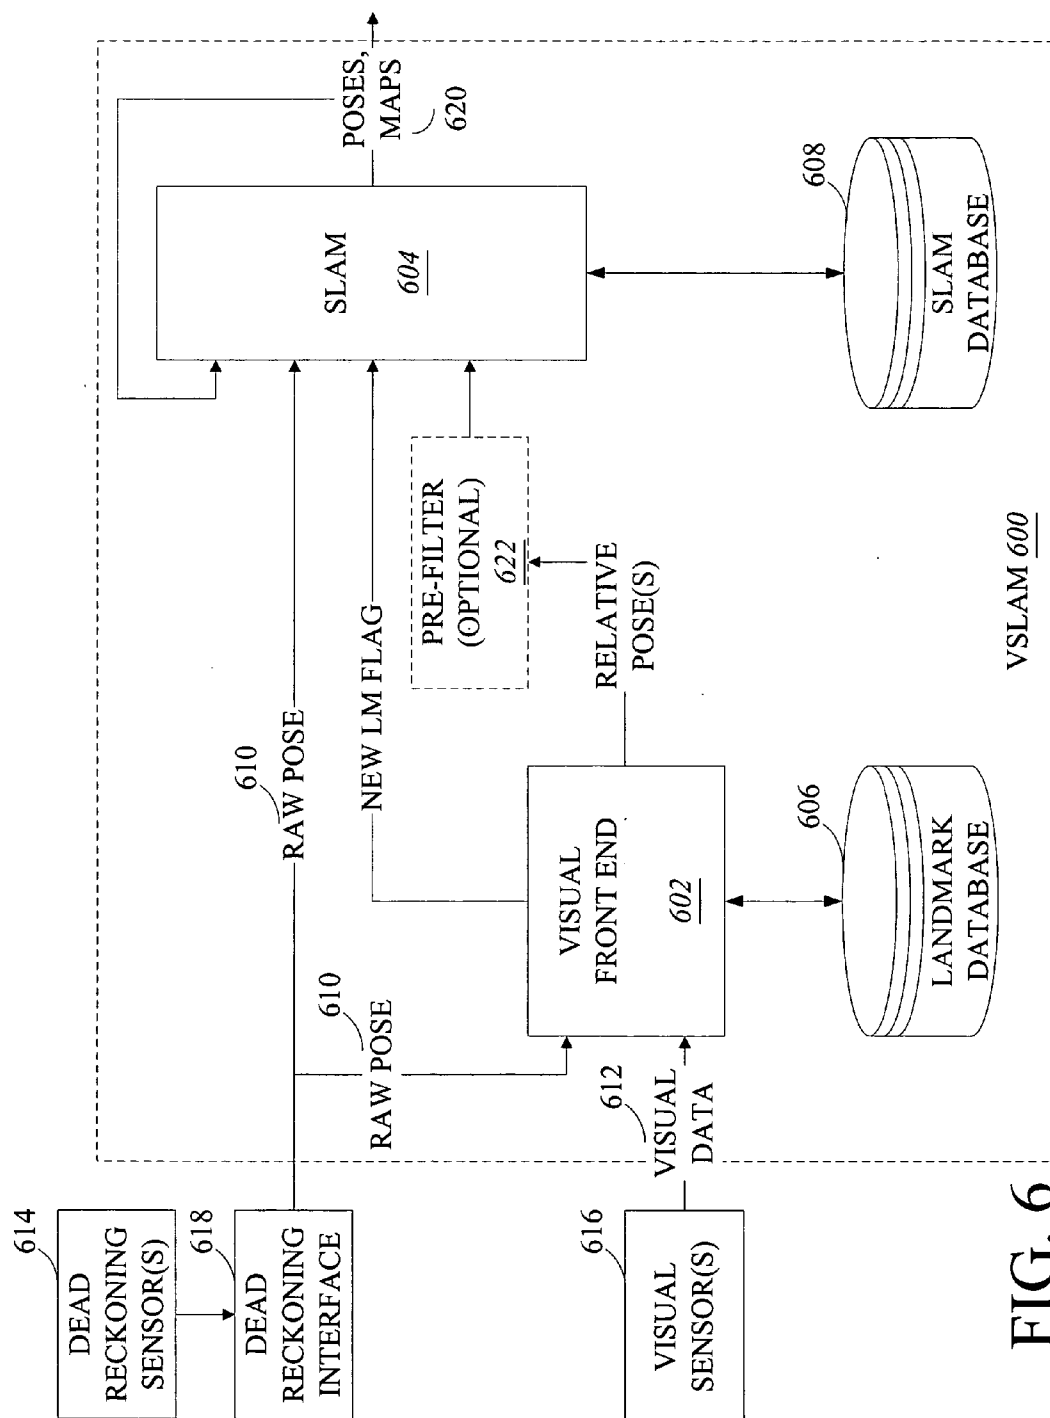 614
DEAD
RECKONING
SENSOR(S)
618
DEAD
RECKONING
INTERFACE
616
VISUAL
SENSOR(S)
610
RAW POSE
610
RAW POSE
612
VISUAL
DATA
NEW LM FLAG
VISUAL
FRONT END
602
606
LANDMARK
DATABASE
RELATIVE
POSE(S)
PRE-FILTER
(OPTIONAL)
622
SLAM
604
POSES,
MAPS
620
608
SLAM
DATABASE
VSLAM 600
FIG. 6